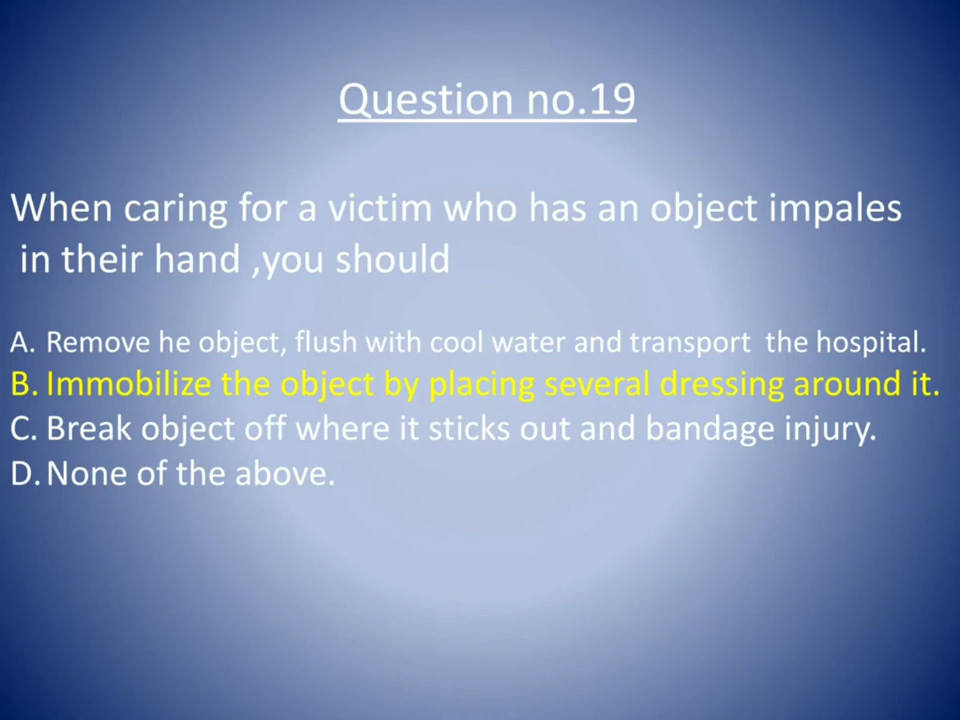 Question no.19
When caring for a victim who has an object impales
in their hand ,you should
A. Remove he object, flush with cool water and transport the hospital.
B. Immobilize the object by placing several dressing around it.
C. Break object off where it sticks out and bandage injury.
D. None of the above.